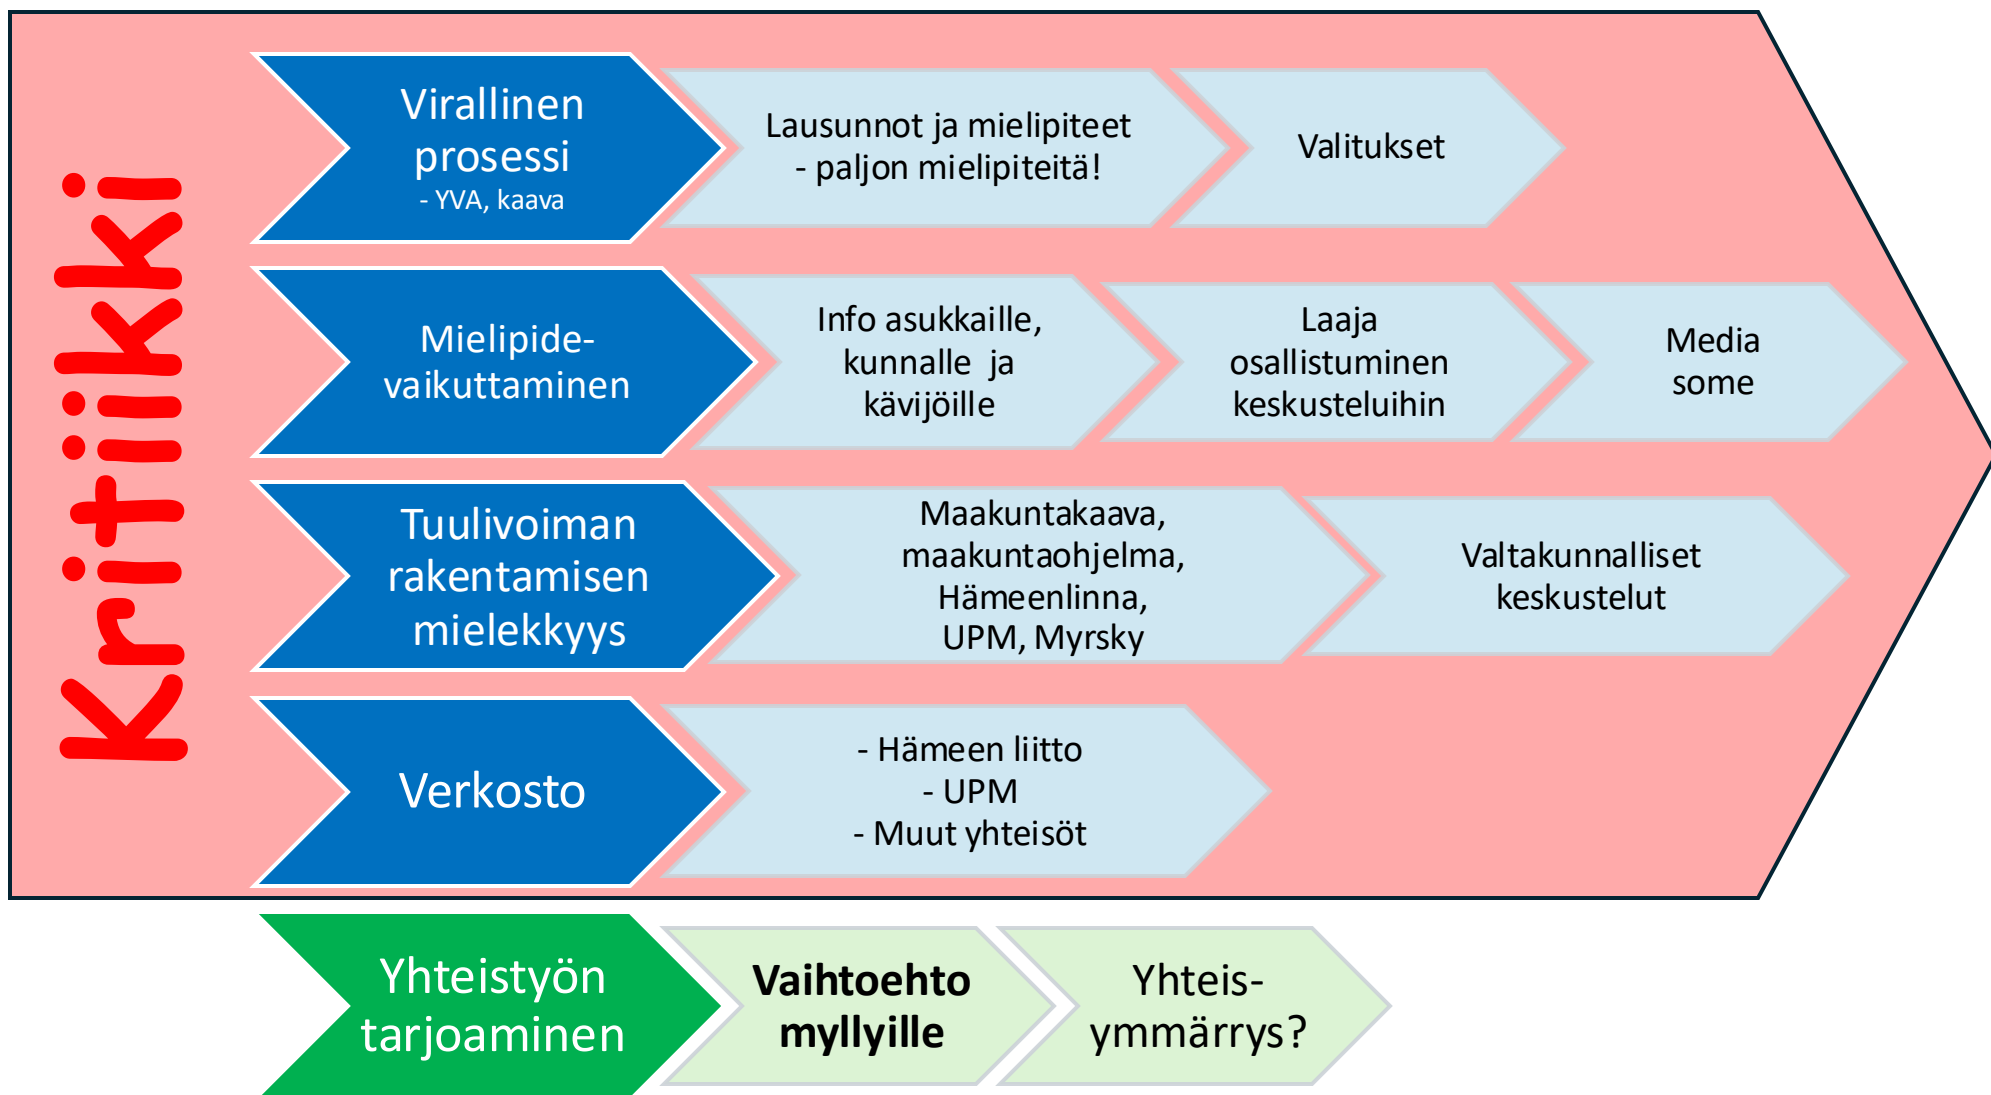 Kritiikki
Virallinen
prosessi
- YVA, kaava
Lausunnot ja mielipiteet
- paljon mielipiteitä!
Valitukset
Mielipide-
vaikuttaminen
Info asukkaille,
kunnalle ja
kävijöille
Laaja
osallistuminen
keskusteluihin
Media
some
Tuulivoiman
rakentamisen
mielekkyys
Maakuntakaava,
maakuntaohjelma,
Hämeenlinna,
UPM, Myrsky
Valtakunnalliset
keskustelut
Verkosto
- Hämeen liitto
- UPM
- Muut yhteisöt
Yhteistyön
tarjoaminen
Vaihtoehto
myllyille
Yhteis-
ymmärrys?